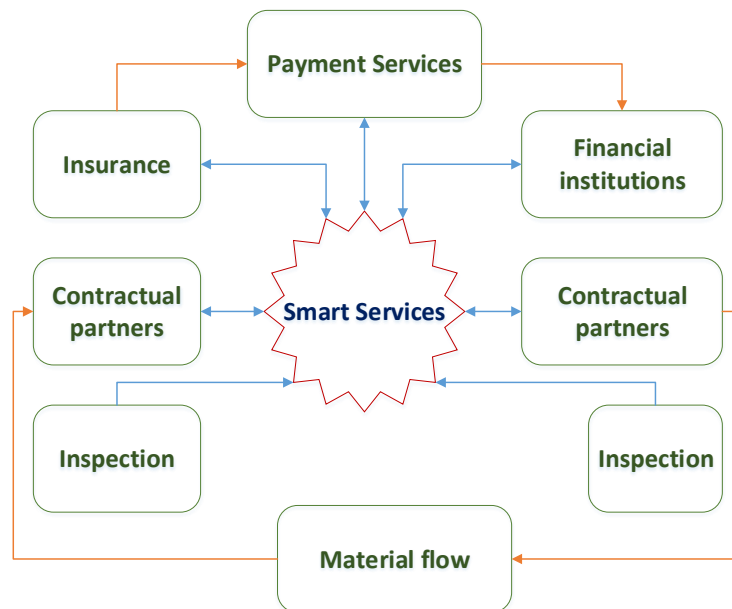 Payment Services
Insurance
Financial
institutions
Contractual
partners
Smart Services
Contractual
partners
Inspection
Inspection
Material flow